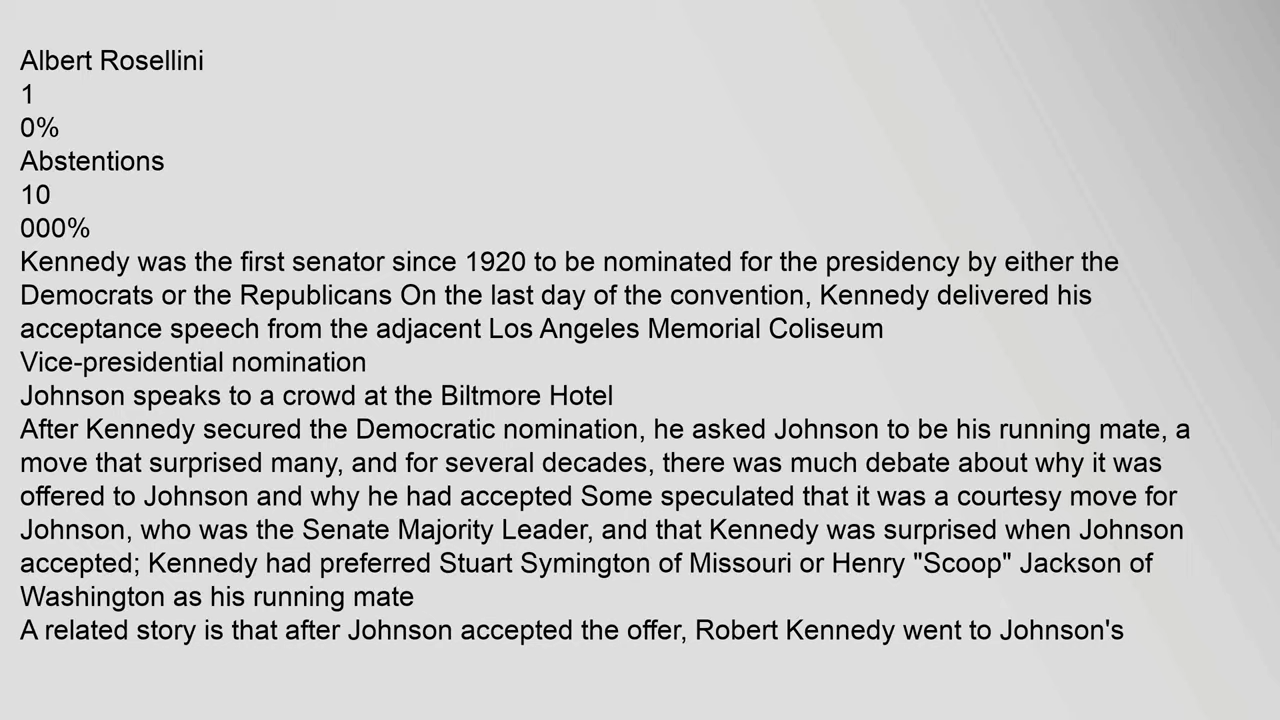 Albert Rosellini
1
0%
Abstentions
10
000%
Kennedy was the first senator since 1920 to be nominated for the presidency by either the
Democrats or the Republicans On the last day of the convention, Kennedy delivered his
acceptance speech from the adjacent Los Angeles Memorial Coliseum
Vice-presidential nomination
Johnson speaks to a crowd at the Biltmore Hotel
After Kennedy secured the Democratic nomination, he asked Johnson to be his running mate, a
move that surprised many, and for several decades, there was much debate about why it was
offered to Johnson and why he had accepted Some speculated that it was a courtesy move for
Johnson, who was the Senate Majority Leader, and that Kennedy was surprised when Johnson
accepted; Kennedy had preferred Stuart Symington of Missouri or Henry "Scoop" Jackson of
Washington as his running mate
A related story is that after Johnson accepted the offer, Robert Kennedy went to Johnson's